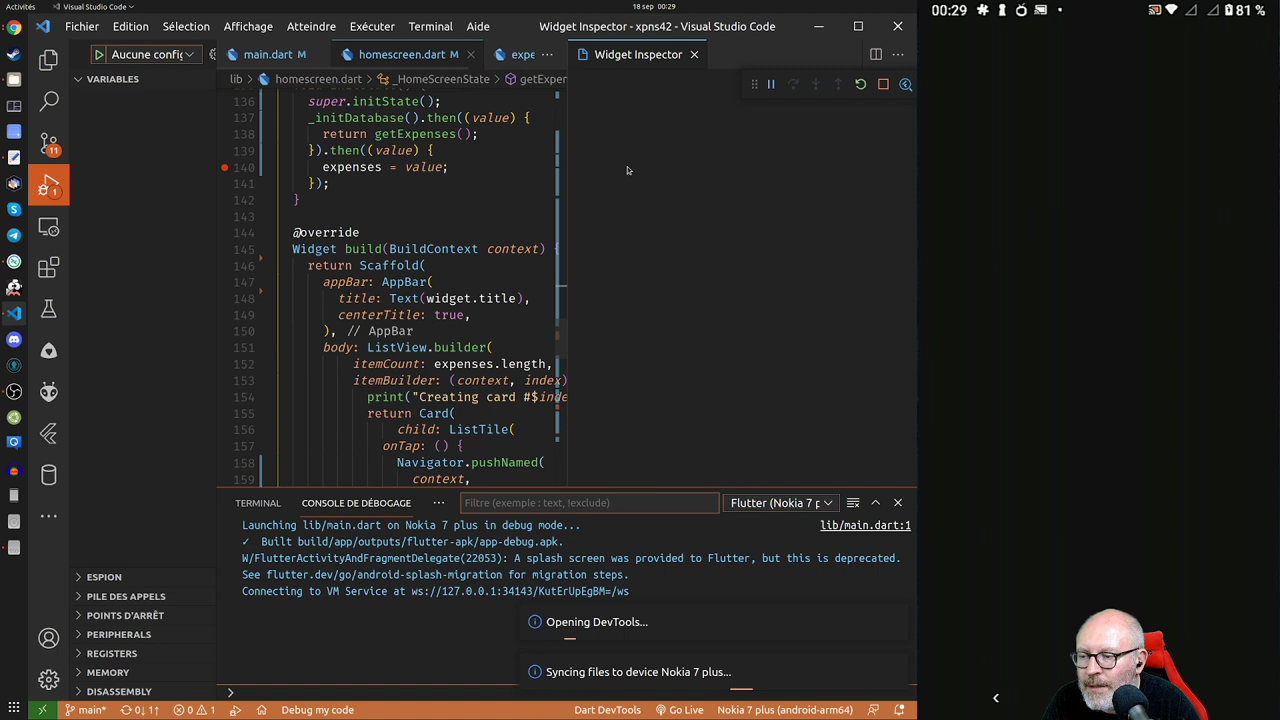 Activités
Visual Studio Code
18 sep 00:29
00:29
81 %
Fichier Edition Sélection Affichage Atteindre Exécuter Terminal Aide
Widget Inspector - xpns42 - Visual Studio Code
Aucune config
main.dart M
homescreen.dart M
expe
Widget Inspector
VARIABLES
lib > homescreen.dart > _HomeScreenState > getExper
136 super.initState();
137 _initDatabase().then((value) {
138 return getExpenses();
139 }).then((value) {
140 expenses = value;
141 });
142 }
143
144 @override
145 Widget build(BuildContext context) {
146 return Scaffold(
147 appBar: AppBar(
148 title: Text(widget.title),
149 centerTitle: true,
150 ), // AppBar
151 body: ListView.builder(
152 itemCount: expenses.length,
153 itemBuilder: (context, index)
154 print("Creating card #$inde
155 return Card(
156 child: ListTile(
157 onTap: () {
158 Navigator.pushNamed(
159 context,
11
1
TERMINAL
CONSOLE DE DÉBOGAGE
Filtre (exemple : text, !exclude)
Flutter (Nokia 7 p
Launching lib/main.dart on Nokia 7 plus in debug mode...
lib/main.dart:1
✓ Built build/app/outputs/flutter-apk/app-debug.apk.
W/FlutterActivityAndFragmentDelegate(22053): A splash screen was provided to Flutter, but this is deprecated.
See flutter.dev/go/android-splash-migration for migration steps.
Connecting to VM Service at ws://127.0.0.1:34143/KutErUpEgBM=/ws
Opening DevTools...
Syncing files to device Nokia 7 plus...
ESPION
PILE DES APPELS
POINTS D'ARRÊT
PERIPHERALS
REGISTERS
MEMORY
DISASSEMBLY
main*
0↓ 1↑
0 1
Debug my code
Dart DevTools
Go Live
Nokia 7 plus (android-arm64)